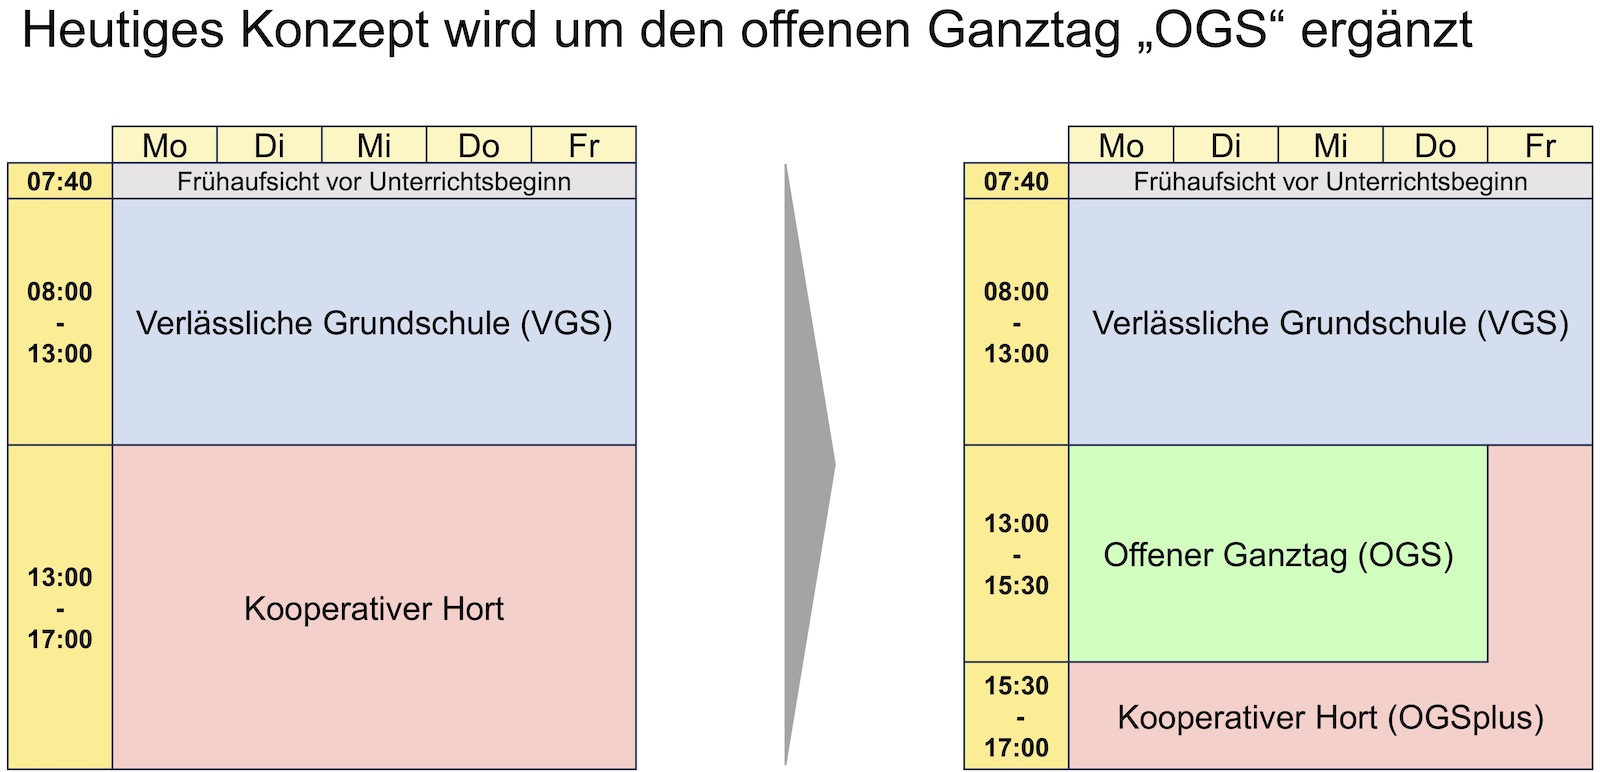 Heutiges Konzept wird um den offenen Ganztag „OGS“ ergänzt
Mo Di Mi Do Fr
07:40 Frühaufsicht vor Unterrichtsbeginn
08:00
-
13:00
Verlässliche Grundschule (VGS)
13:00
-
17:00
Kooperativer Hort
Mo Di Mi Do Fr
07:40 Frühaufsicht vor Unterrichtsbeginn
08:00
-
13:00
Verlässliche Grundschule (VGS)
13:00
-
15:30
Offener Ganztag (OGS)
15:30
-
17:00
Kooperativer Hort (OGSplus)